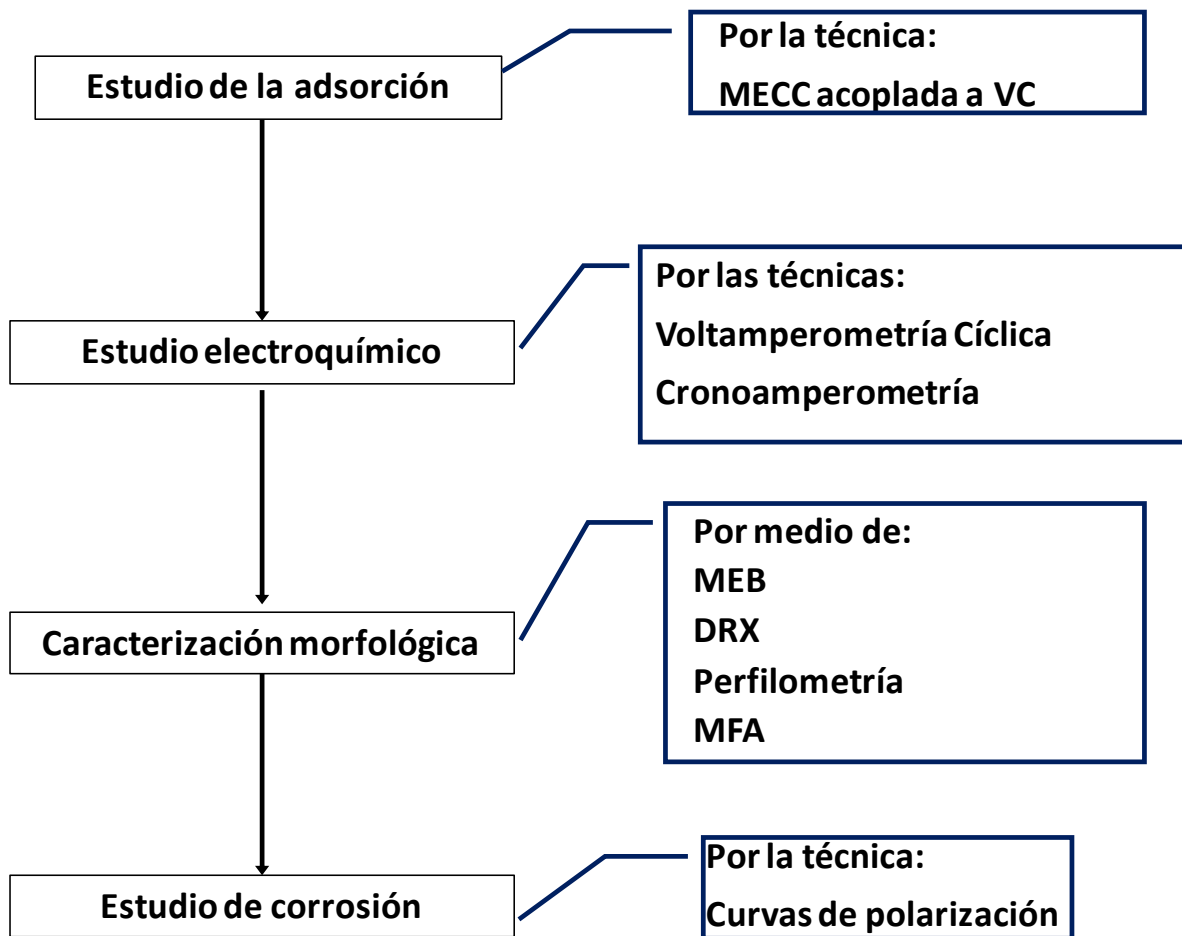 Estudio de la adsorción
Por la técnica:
MECC acoplada a VC
Estudio electroquímico
Por las técnicas:
Voltamperometría Cíclica
Cronoamperometría
Caracterización morfológica
Por medio de:
MEB
DRX
Perfilometría
MFA
Estudio de corrosión
Por la técnica:
Curvas de polarización